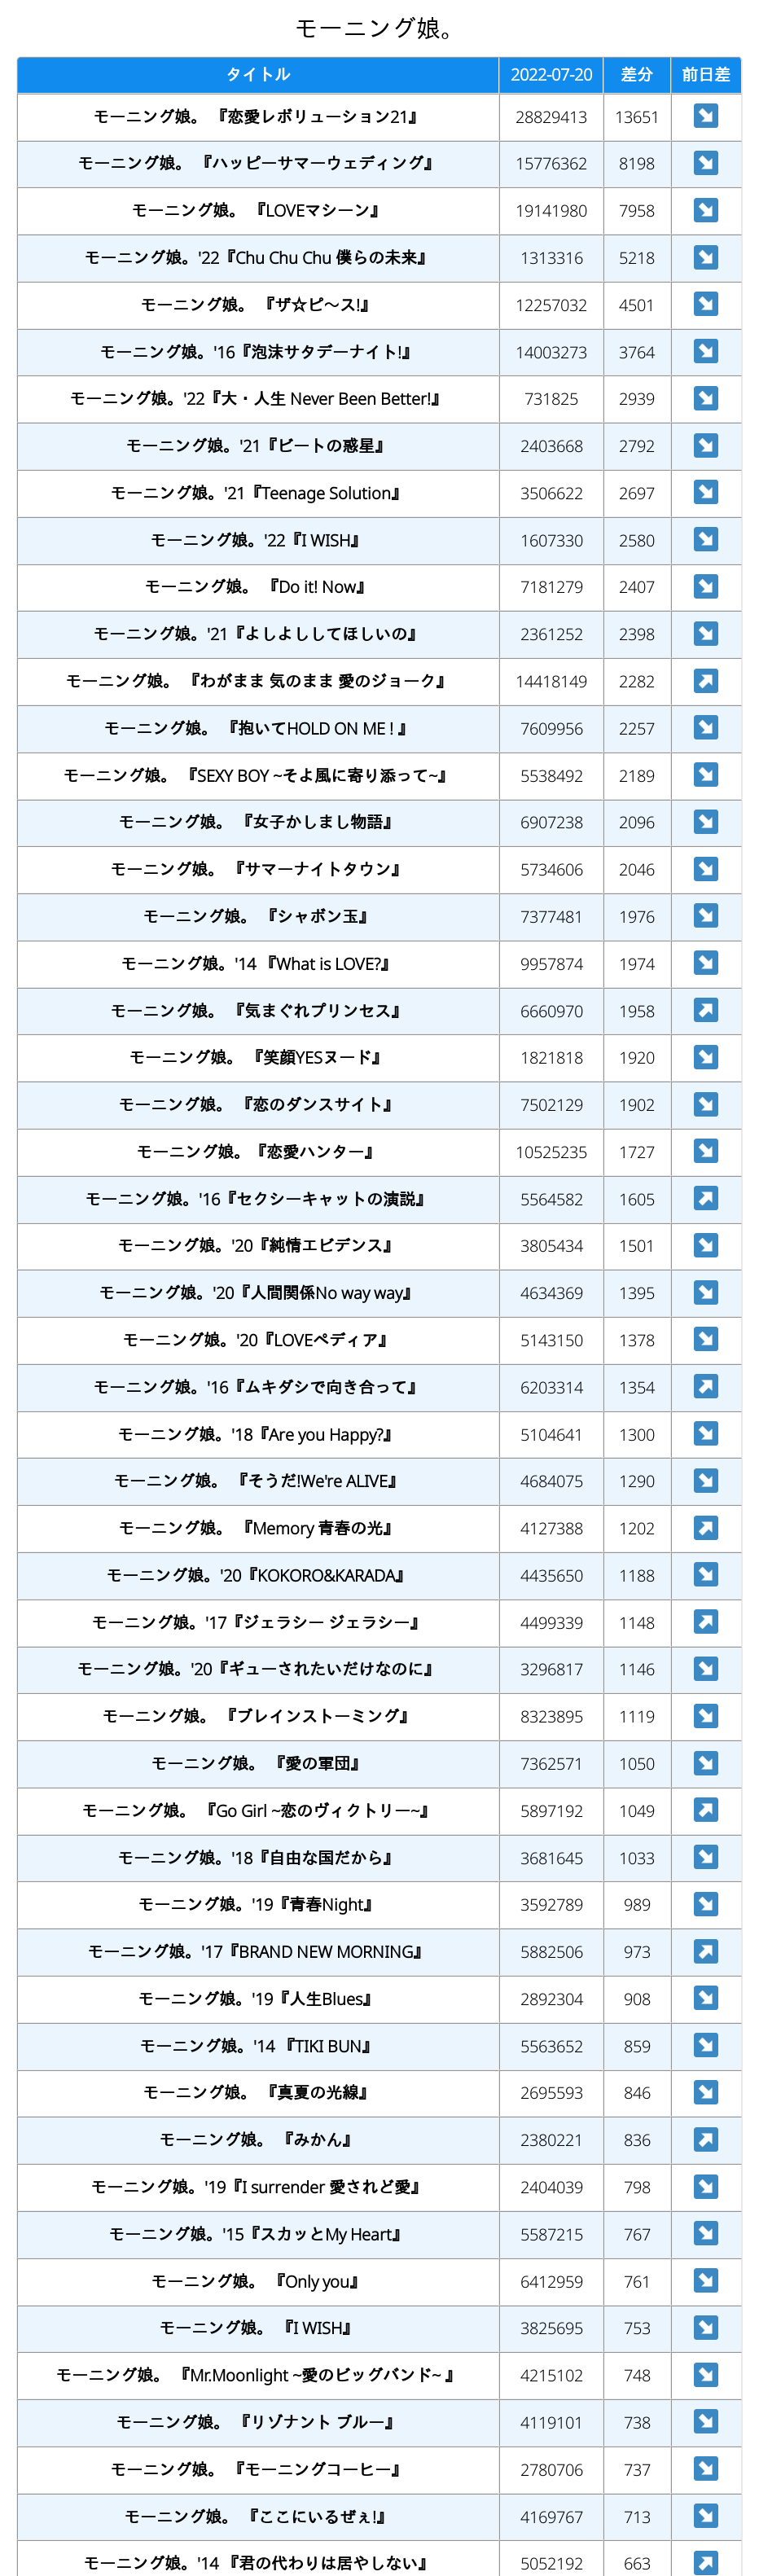 モーニング娘。
タイトル 2022-07-20 差分 前日差
モーニング娘。 『恋愛レボリューション21』 28829413 13651 ↘
モーニング娘。 『ハッピーサマーウェディング』 15776362 8198 ↘
モーニング娘。 『LOVEマシーン』 19141980 7958 ↘
モーニング娘。'22『Chu Chu Chu 僕らの未来』 1313316 5218 ↘
モーニング娘。 『ザ☆ピ〜ス!』 12257032 4501 ↘
モーニング娘。'16『泡沫サタデーナイト!』 14003273 3764 ↘
モーニング娘。'22『大・人生 Never Been Better!』 731825 2939 ↘
モーニング娘。'21『ビートの惑星』 2403668 2792 ↘
モーニング娘。'21『Teenage Solution』 3506622 2697 ↘
モーニング娘。'22『I WISH』 1607330 2580 ↘
モーニング娘。 『Do it! Now』 7181279 2407 ↘
モーニング娘。'21『よしよししてほしいの』 2361252 2398 ↘
モーニング娘。 『わがまま 気のまま 愛のジョーク』 14418149 2282 ↗
モーニング娘。 『抱いてHOLD ON ME ! 』 7609956 2257 ↘
モーニング娘。 『SEXY BOY ~そよ風に寄り添って~』 5538492 2189 ↘
モーニング娘。 『女子かしまし物語』 6907238 2096 ↘
モーニング娘。 『サマーナイトタウン』 5734606 2046 ↘
モーニング娘。 『シャボン玉』 7377481 1976 ↘
モーニング娘。'14 『What is LOVE?』 9957874 1974 ↘
モーニング娘。 『気まぐれプリンセス』 6660970 1958 ↗
モーニング娘。 『笑顔YESヌード』 1821818 1920 ↘
モーニング娘。 『恋のダンスサイト』 7502129 1902 ↘
モーニング娘。『恋愛ハンター』 10525235 1727 ↘
モーニング娘。'16『セクシーキャットの演説』 5564582 1605 ↗
モーニング娘。'20『純情エビデンス』 3805434 1501 ↘
モーニング娘。'20『人間関係No way way』 4634369 1395 ↘
モーニング娘。'20『LOVEペディア』 5143150 1378 ↘
モーニング娘。'16『ムキダシで向き合って』 6203314 1354 ↗
モーニング娘。'18『Are you Happy?』 5104641 1300 ↘
モーニング娘。 『そうだ!We're ALIVE』 4684075 1290 ↘
モーニング娘。 『Memory 青春の光』 4127388 1202 ↗
モーニング娘。'20『KOKORO&KARADA』 4435650 1188 ↘
モーニング娘。'17『ジェラシー ジェラシー』 4499339 1148 ↗
モーニング娘。'20『ギューされたいだけなのに』 3296817 1146 ↘
モーニング娘。 『ブレインストーミング』 8323895 1119 ↘
モーニング娘。 『愛の軍団』 7362571 1050 ↘
モーニング娘。 『Go Girl ~恋のヴィクトリー~』 5897192 1049 ↗
モーニング娘。'18『自由な国だから』 3681645 1033 ↘
モーニング娘。'19『青春Night』 3592789 989 ↘
モーニング娘。'17『BRAND NEW MORNING』 5882506 973 ↗
モーニング娘。'19『人生Blues』 2892304 908 ↘
モーニング娘。'14 『TIKI BUN』 5563652 859 ↘
モーニング娘。 『真夏の光線』 2695593 846 ↘
モーニング娘。 『みかん』 2380221 836 ↗
モーニング娘。'19『I surrender 愛されど愛』 2404039 798 ↘
モーニング娘。'15『スカッとMy Heart』 5587215 767 ↘
モーニング娘。 『Only you』 6412959 761 ↘
モーニング娘。 『I WISH』 3825695 753 ↘
モーニング娘。 『Mr.Moonlight ~愛のビッグバンド~ 』 4215102 748 ↘
モーニング娘。 『リゾナント ブルー』 4119101 738 ↘
モーニング娘。 『モーニングコーヒー』 2780706 737 ↘
モーニング娘。 『ここにいるぜぇ!』 4169767 713 ↘
モーニング娘。'14 『君の代わりは居やしない』 5052192 663 ↗